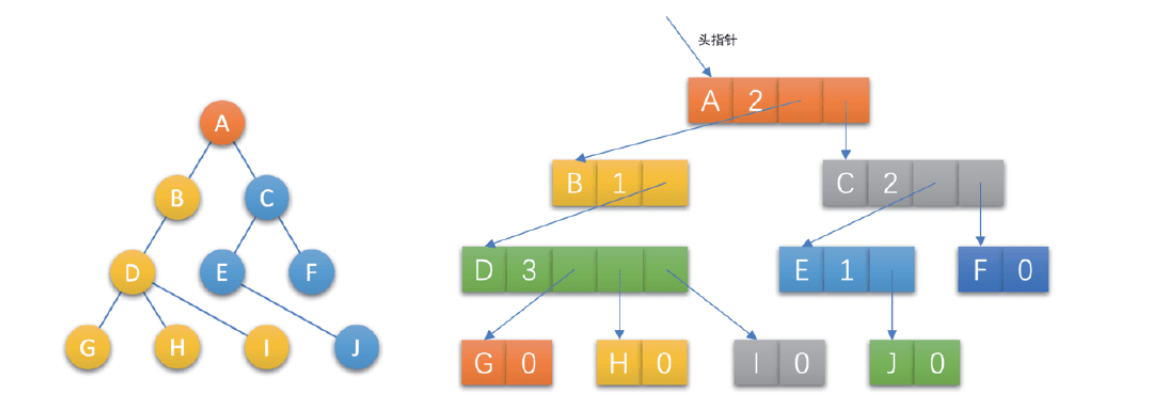 头指针
A 2
A
B 1
C 2
B
C
D 3
E 1
F 0
D
E
F
G
H
I
J
G 0
H 0
I 0
J 0